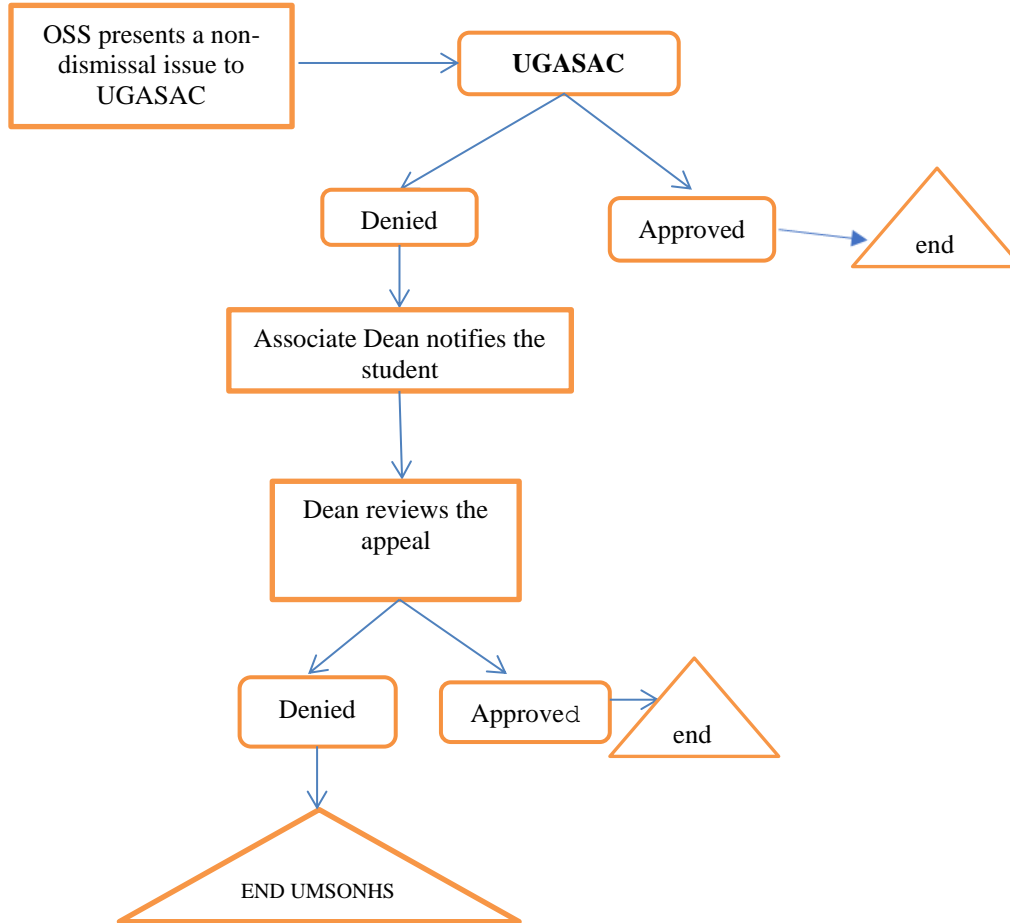 OSS presents a non-
dismissal issue to
UGASAC
UGASAC
Denied
Approved
end
Associate Dean notifies the
student
Dean reviews the
appeal
Denied
Approved
end
END UMSONHS